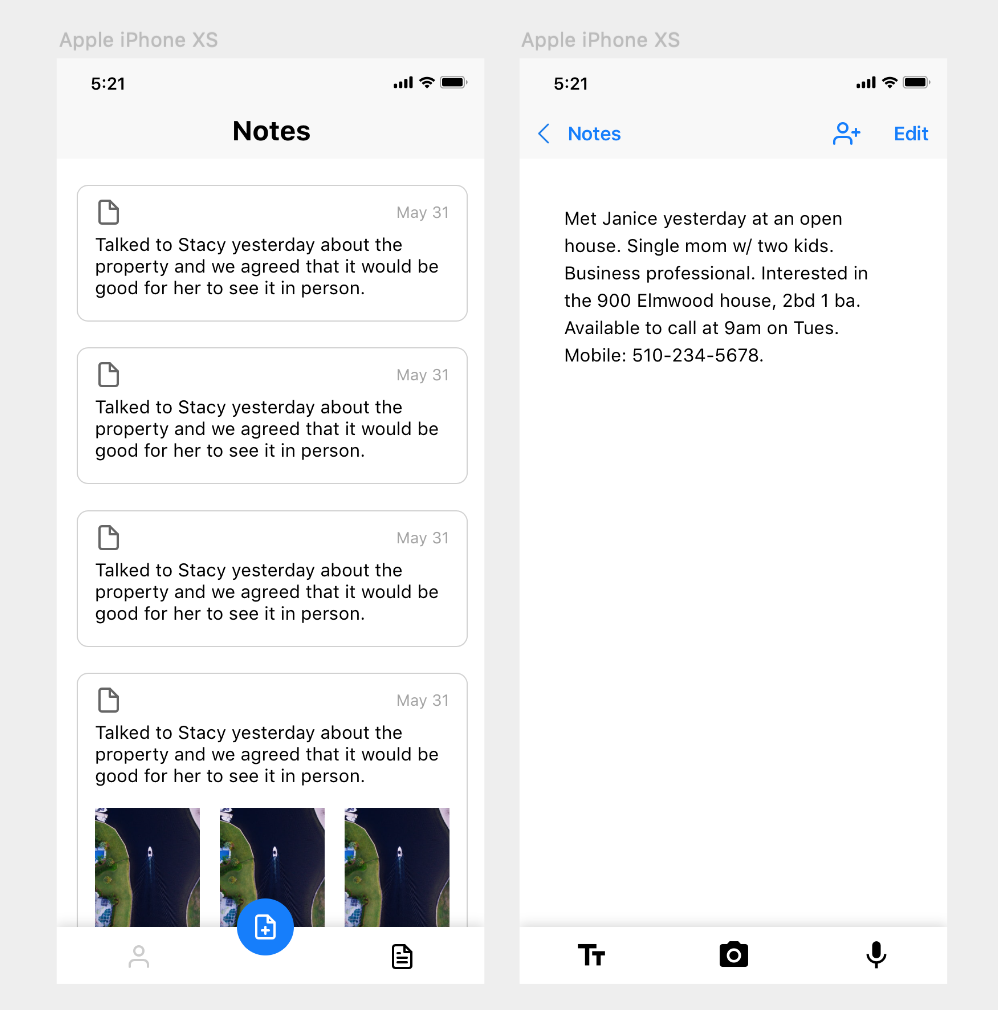 Apple iPhone XS
5:21
Notes
May 31
Talked to Stacy yesterday about the
property and we agreed that it would be
good for her to see it in person.
May 31
Talked to Stacy yesterday about the
property and we agreed that it would be
good for her to see it in person.
May 31
Talked to Stacy yesterday about the
property and we agreed that it would be
good for her to see it in person.
May 31
Talked to Stacy yesterday about the
property and we agreed that it would be
good for her to see it in person.
Apple iPhone XS
5:21
Notes
Edit
Met Janice yesterday at an open
house. Single mom w/ two kids.
Business professional. Interested in
the 900 Elmwood house, 2bd 1 ba.
Available to call at 9am on Tues.
Mobile: 510-234-5678.
TT